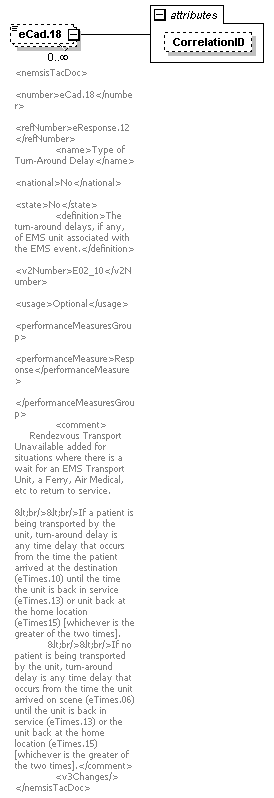 eCad.18
attributes
CorrelationID
0..∞
<nemsisTacDoc>
<number>eCad.18</numbe
r>
<refNumber>eResponse.12
</refNumber>
<name>Type of
Turn-Around Delay</name>
<national>No</national>
<state>No</state>
<definition>The
turn-around delays, if any,
of EMS unit associated with
the EMS event.</definition>
<v2Number>E02_10</v2N
umber>
<usage>Optional</usage>
<performanceMeasuresGrou
p>
<performanceMeasure>Resp
onse</performanceMeasure
>
</performanceMeasuresGrou
p>
<comment>
Rendezvous Transport
Unavailable added for
situations where there is a
wait for an EMS Transport
Unit, a Ferry, Air Medical,
etc to return to service.
&lt;br/>&lt;br/>If a patient is
being transported by the
unit, turn-around delay is
any time delay that occurs
from the time the patient
arrived at the destination
(eTimes.10) until the time
the unit is back in service
(eTimes.13) or unit back at
the home location
(eTimes15) [whichever is the
greater of the two times].
&lt;br/>&lt;br/>If no
patient is being transported
by the unit, turn-around
delay is any time delay that
occurs from the time the unit
arrived on scene (eTimes.06)
until the unit is back in
service (eTimes.13) or the
unit back at the home
location (eTimes.15)
[whichever is the greater of
the two times].</comment>
<v3Changes/>
</nemsisTacDoc>